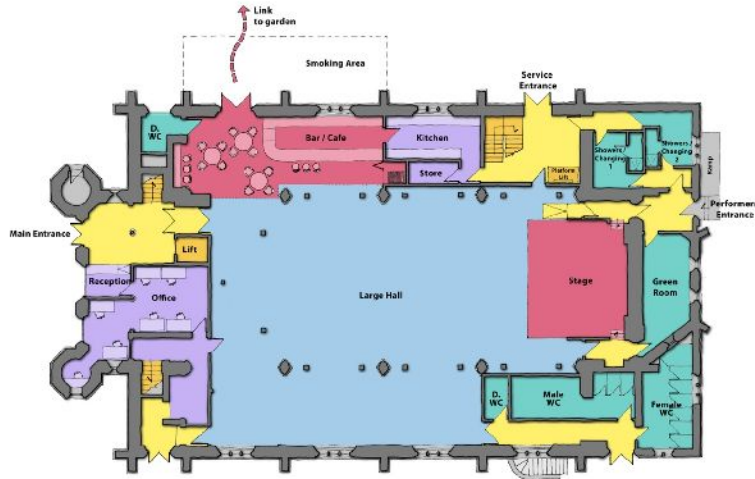 Link
to garden
Smoking Area
Service
Entrance
D.
WC
Bar / Cafe
Kitchen
Store
Showers /
Changing
1
Showers /
Changing
2
Platform
Lift
Ramp
Performer
Entrance
Main Entrance
Lift
Reception
Office
Large Hall
Stage
Green
Room
D.
WC
Male
WC
Female
WC